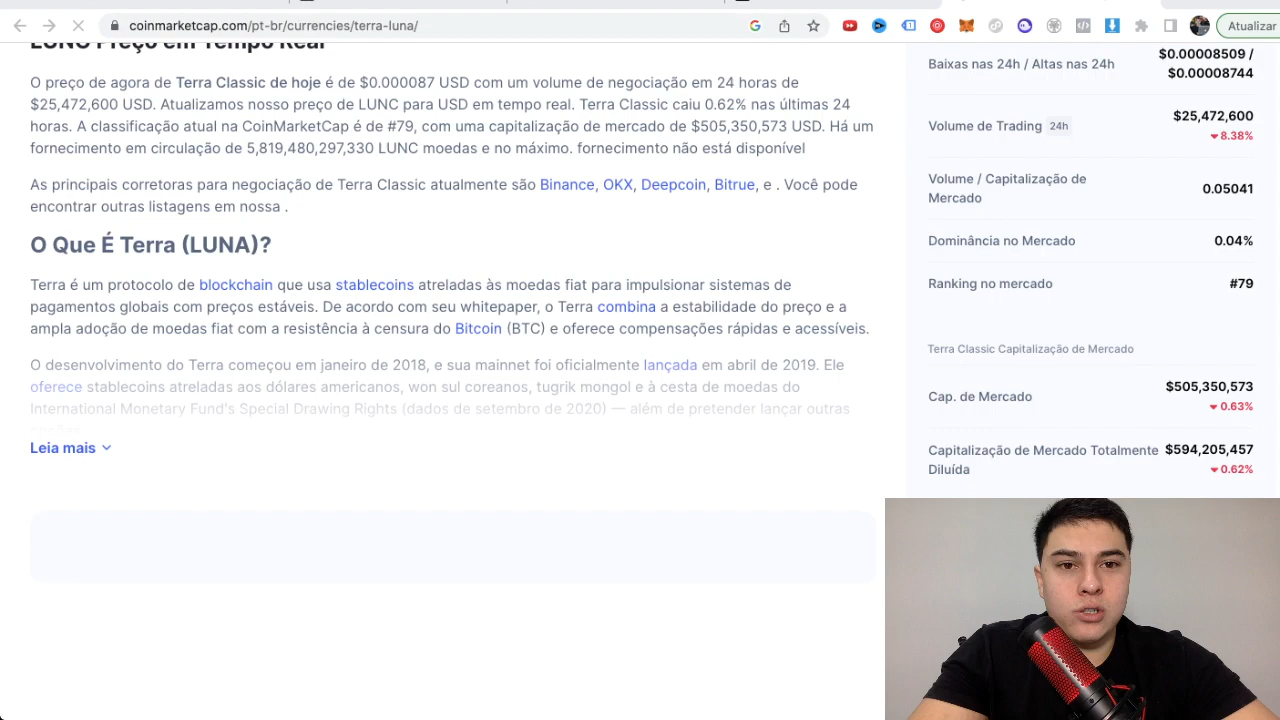 coinmarketcap.com/pt-br/currencies/terra-luna/
Atualizar
LUNC Preço em Tempo Real
O preço de agora de Terra Classic de hoje é de $0.000087 USD com um volume de negociação em 24 horas de
$25,472,600 USD. Atualizamos nosso preço de LUNC para USD em tempo real. Terra Classic caiu 0.62% nas últimas 24
horas. A classificação atual na CoinMarketCap é de #79, com uma capitalização de mercado de $505,350,573 USD. Há um
fornecimento em circulação de 5,819,480,297,330 LUNC moedas e no máximo. fornecimento não está disponível
As principais corretoras para negociação de Terra Classic atualmente são Binance, OKX, Deepcoin, Bitrue, e . Você pode
encontrar outras listagens em nossa .
O Que É Terra (LUNA)?
Terra é um protocolo de blockchain que usa stablecoins atreladas às moedas fiat para impulsionar sistemas de
pagamentos globais com preços estáveis. De acordo com seu whitepaper, o Terra combina a estabilidade do preço e a
ampla adoção de moedas fiat com a resistência à censura do Bitcoin (BTC) e oferece compensações rápidas e acessíveis.
O desenvolvimento do Terra começou em janeiro de 2018, e sua mainnet foi oficialmente lançada em abril de 2019. Ele
oferece stablecoins atreladas aos dólares americanos, won sul coreanos, tugrik mongol e à cesta de moedas do
International Monetary Fund's Special Drawing Rights (dados de setembro de 2020) — além de pretender lançar outras
opções.
Leia mais
Baixas nas 24h / Altas nas 24h
$0.00008509 /
$0.00008744
Volume de Trading 24h
$25,472,600
8.38%
Volume / Capitalização de
Mercado
0.05041
Dominância no Mercado
0.04%
Ranking no mercado
#79
Terra Classic Capitalização de Mercado
Cap. de Mercado
$505,350,573
0.63%
Capitalização de Mercado Totalmente
Diluída
$594,205,457
0.62%